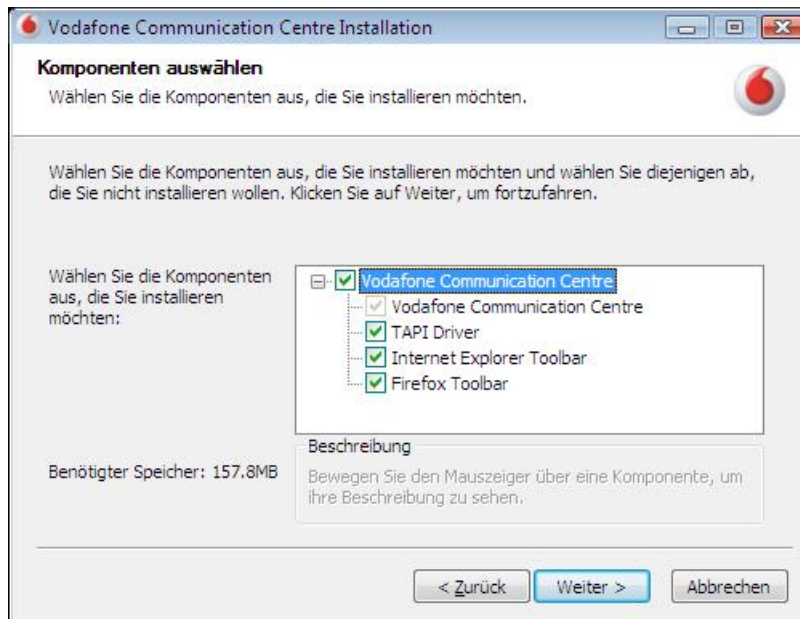 Vodafone Communication Centre Installation
Komponenten auswählen
Wählen Sie die Komponenten aus, die Sie installieren möchten.
Wählen Sie die Komponenten aus, die Sie installieren möchten und wählen Sie diejenigen ab,
die Sie nicht installieren wollen. Klicken Sie auf Weiter, um fortzufahren.
Wählen Sie die Komponenten
aus, die Sie installieren
möchten:
Vodafone Communication Centre
Vodafone Communication Centre
TAPI Driver
Internet Explorer Toolbar
Firefox Toolbar
Benötigter Speicher: 157.8MB
Beschreibung
Bewegen Sie den Mauszeiger über eine Komponente, um
ihre Beschreibung zu sehen.
< Zurück
Weiter >
Abbrechen